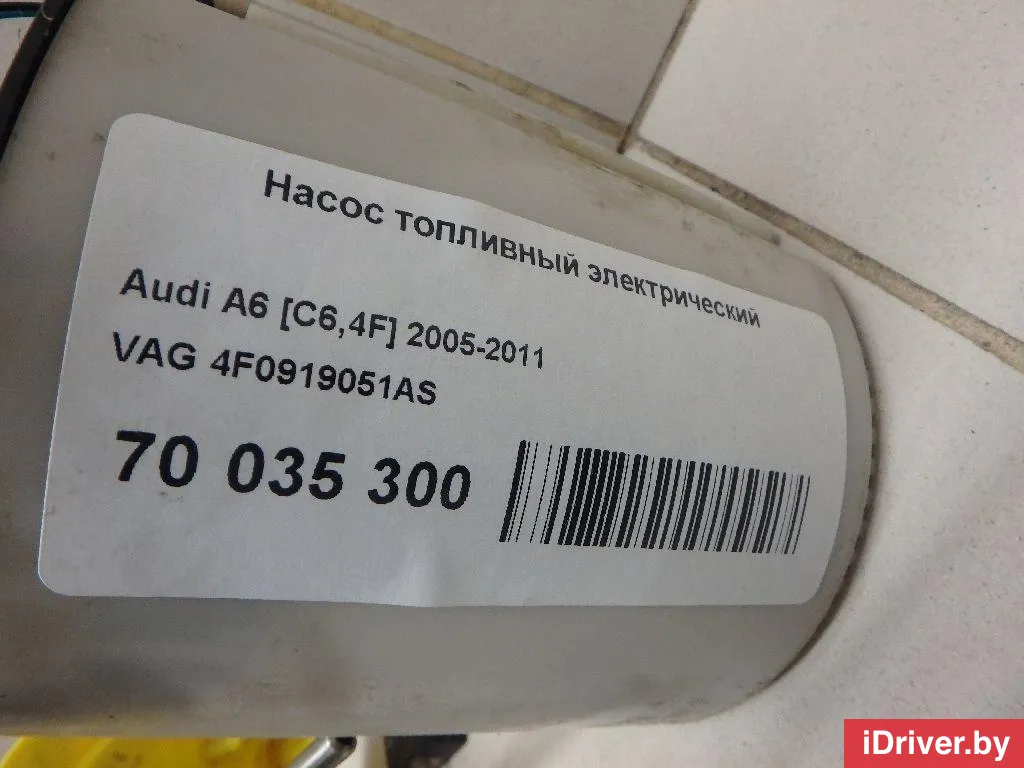 Насос топливный электрический
Audi A6 [C6,4F] 2005-2011
VAG 4F0919051AS
70 035 300
iDriver.by